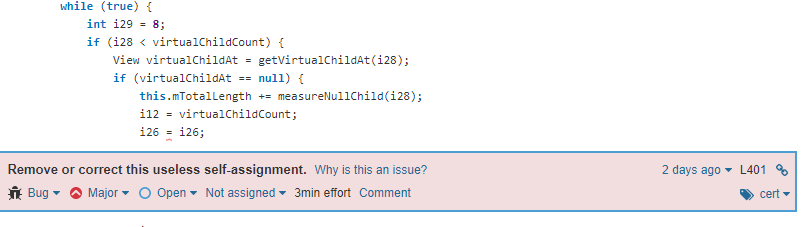 while (true) {
int i29 = 8;
if (i28 < virtualChildCount) {
View virtualChildAt = getVirtualChildAt(i28);
if (virtualChildAt == null) {
this.mTotalLength += measureNullChild(i28);
i12 = virtualChildCount;
i26 = i26;
Remove or correct this useless self-assignment. Why is this an issue? 2 days ago L401
Bug Major Open Not assigned 3min effort Comment cert